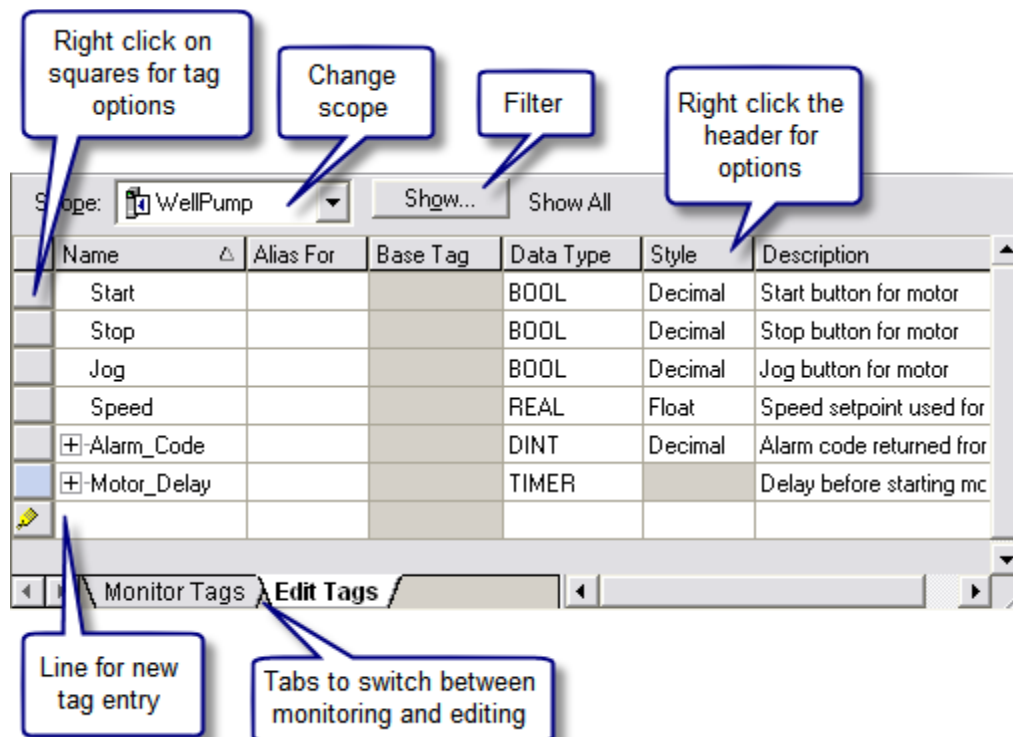 Right click on
squares for tag
options
Change
scope
Filter
Right click the
header for
options
Scope: WellPump Show... Show All
Name Alias For Base Tag Data Type Style Description
Start BOOL Decimal Start button for motor
Stop BOOL Decimal Stop button for motor
Jog BOOL Decimal Jog button for motor
Speed REAL Float Speed setpoint used for
Alarm_Code DINT Decimal Alarm code returned
Motor_Delay TIMER Delay before starting
Monitor Tags Edit Tags
Line for new
tag entry
Tabs to switch between
monitoring and editing